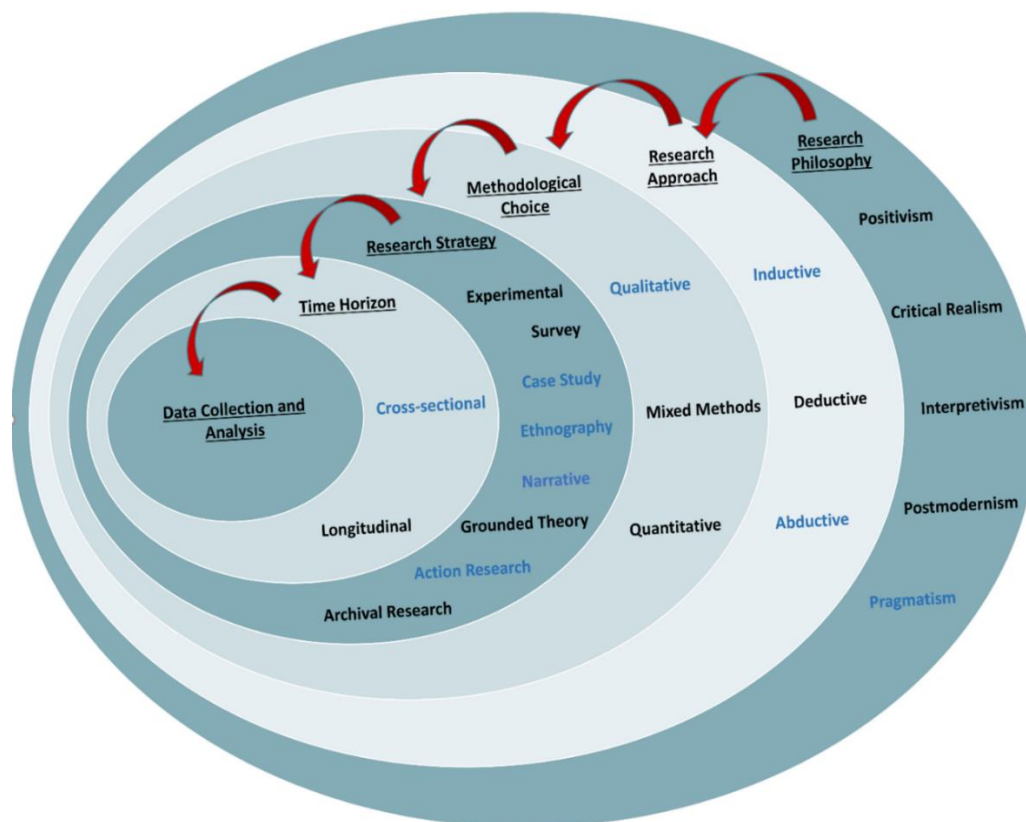 Research
Philosophy
Positivism
Critical Realism
Interpretivism
Postmodernism
Pragmatism
Research
Approach
Inductive
Deductive
Abductive
Methodological
Choice
Qualitative
Mixed Methods
Quantitative
Research Strategy
Experimental
Survey
Case Study
Ethnography
Narrative
Grounded Theory
Action Research
Archival Research
Time Horizon
Cross-sectional
Longitudinal
Data Collection and
Analysis